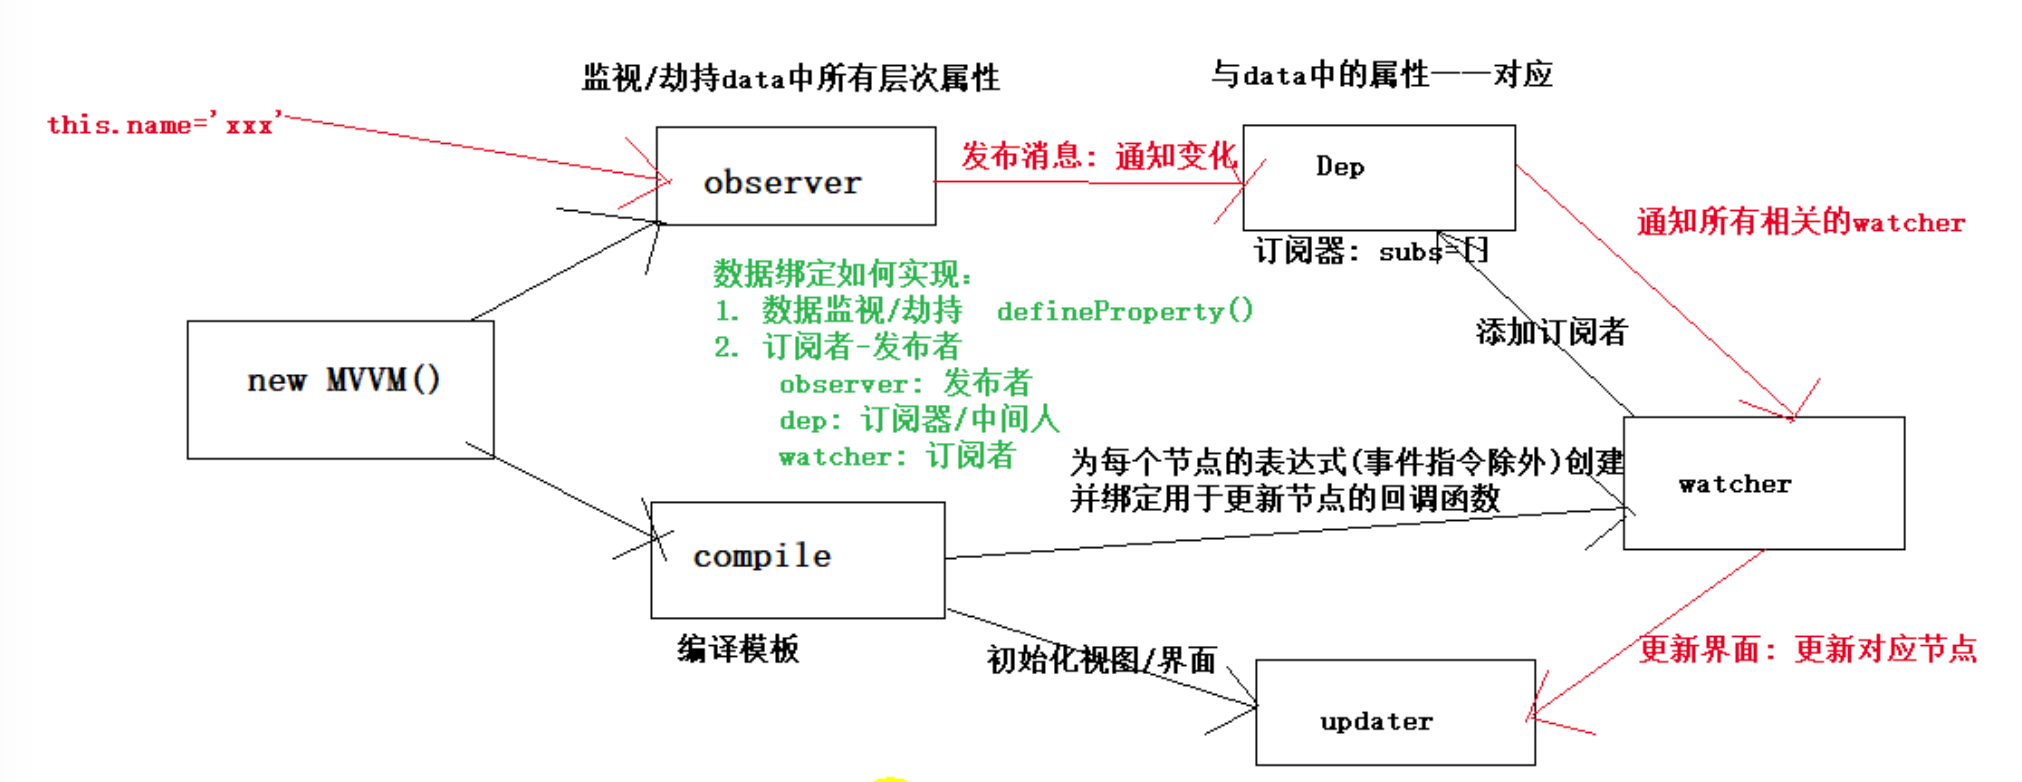 监视/劫持data中所有层次属性
与data中的属性一一对应
this.name='xxx'
observer
发布消息: 通知变化
Dep
通知所有相关的watcher
订阅器: subs=[]
数据绑定如何实现:
1. 数据监视/劫持 defineProperty()
2. 订阅者-发布者
observer: 发布者
dep: 订阅器/中间人
watcher: 订阅者
添加订阅者
new MVVM()
为每个节点的表达式(事件指令除外)创建
并绑定用于更新节点的回调函数
watcher
compile
编译模板
初始化视图/界面
更新界面: 更新对应节点
updater